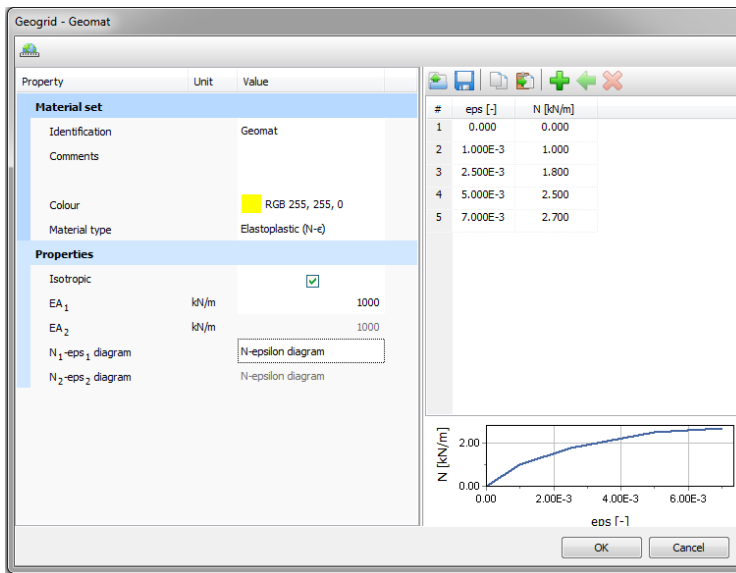 Geogrid - Geomat
Property Unit Value
Material set
Identification Geomat
Comments
Colour RGB 255, 255, 0
Material type Elastoplastic (N-ϵ)
Properties
Isotropic
EA1 kN/m 1000
EA2 kN/m 1000
N1-eps1 diagram N-epsilon diagram
N2-eps2 diagram N-epsilon diagram
# eps [-] N [kN/m]
1 0.000 0.000
2 1.000E-3 1.000
3 2.500E-3 1.800
4 5.000E-3 2.500
5 7.000E-3 2.700
N [kN/m]
2.00
0.00
0.00 2.00E-3 4.00E-3 6.00E-3
eps [-]
OK Cancel